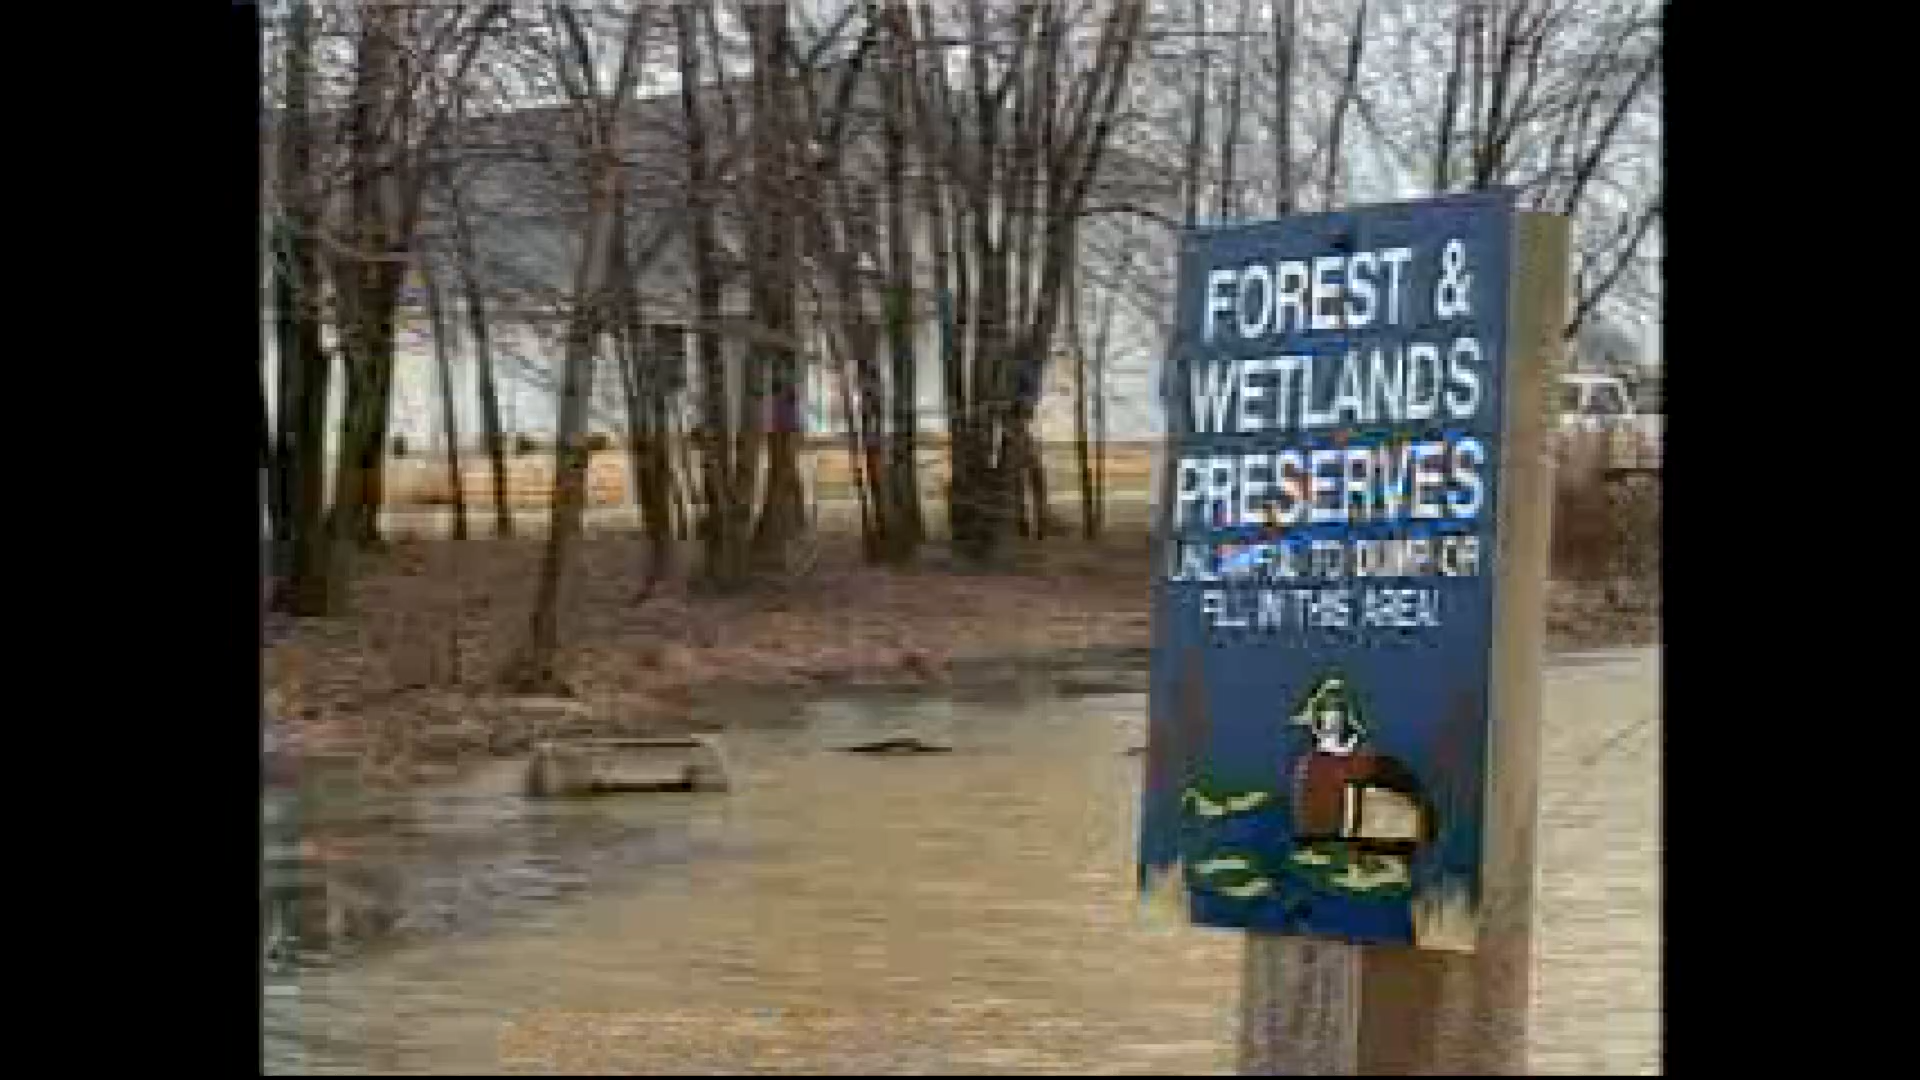 FOREST &
WETLANDS
PRESERVES
UNLAWFUL TO DUMP OR
FILL IN THIS AREA!